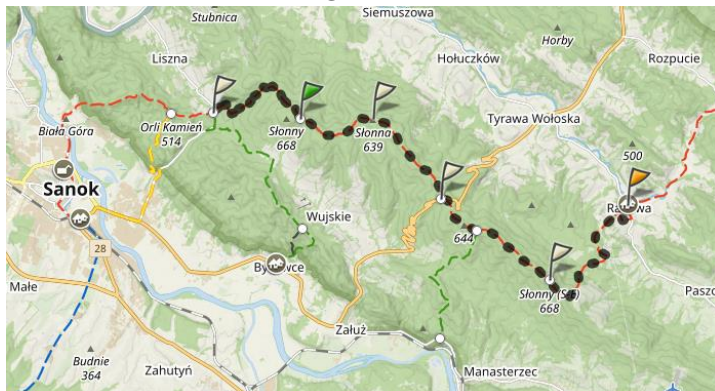 Stubnica
Siemuszowa
Liszna
Hołuczków
Horby
Rozpucie
Biała Góra
Orli Kamień
514
Słonny
668
Słonna
639
Tyrawa Wołoska
500
Sanok
Wujskie
644
28
Małe
Słonny
668
Załuż
Budnie
364
Zahutyń
Manasterzec